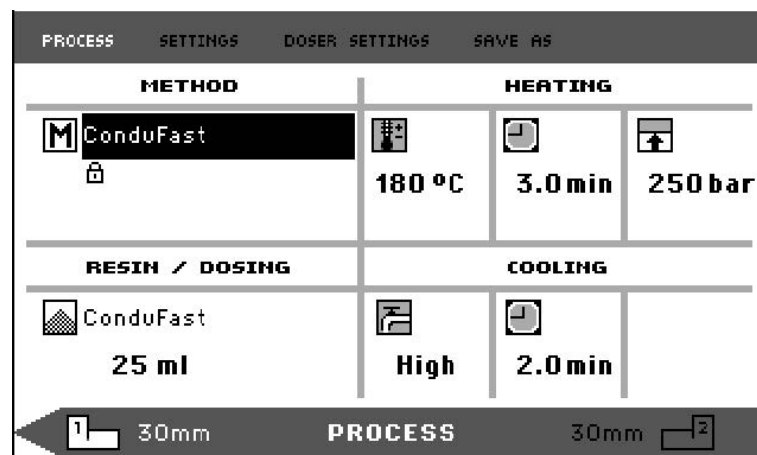 PROCESS SETTINGS DOSER SETTINGS SAVE AS
METHOD HEATING
M ConduFast
180 ºC 3.0 min 250 bar
RESIN / DOSING COOLING
ConduFast
25 ml High 2.0 min
1 30mm PROCESS 30mm 2